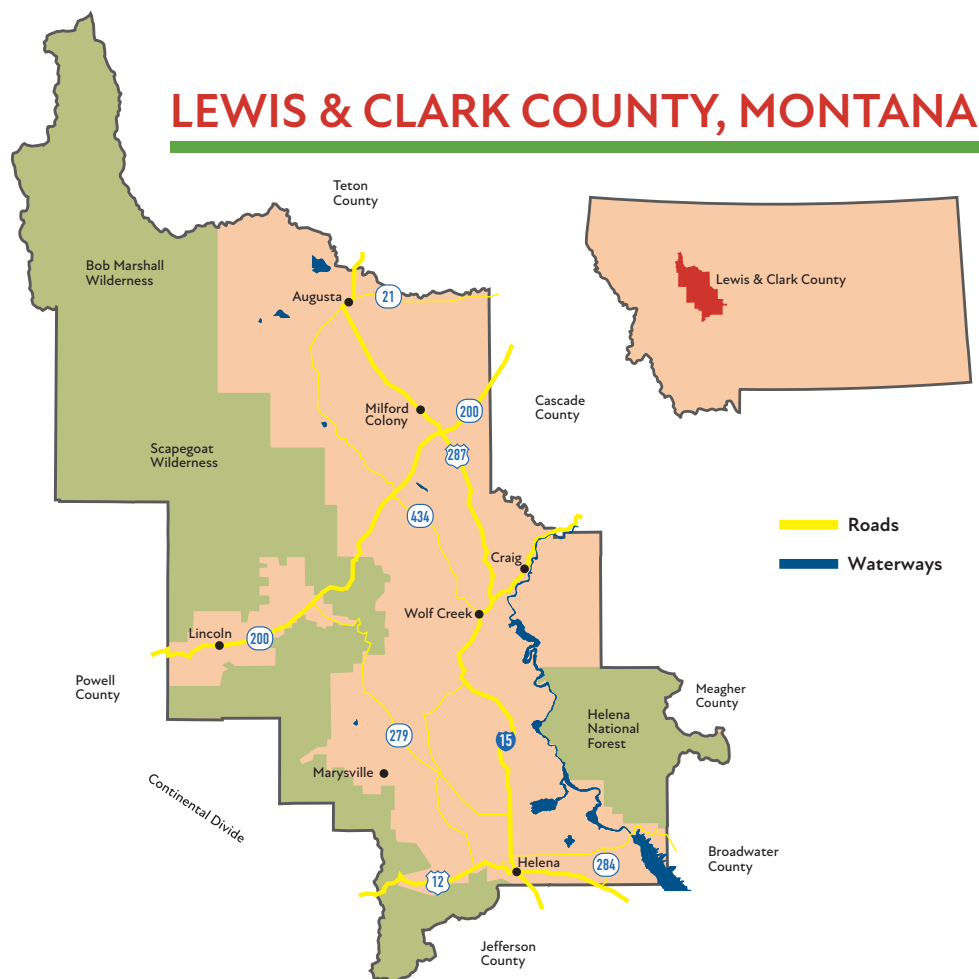 LEWIS & CLARK COUNTY, MONTANA
Teton
County
Bob Marshall
Wilderness
Lewis & Clark County
Augusta
21
Milford
Colony
200
Cascade
County
287
Scapegoat
Wilderness
434
Roads
Craig
Waterways
Wolf Creek
Lincoln
200
Powell
County
Meagher
County
Helena
National
Forest
279
15
Marysville
Continental Divide
Helena
284
Broadwater
County
12
Jefferson
County